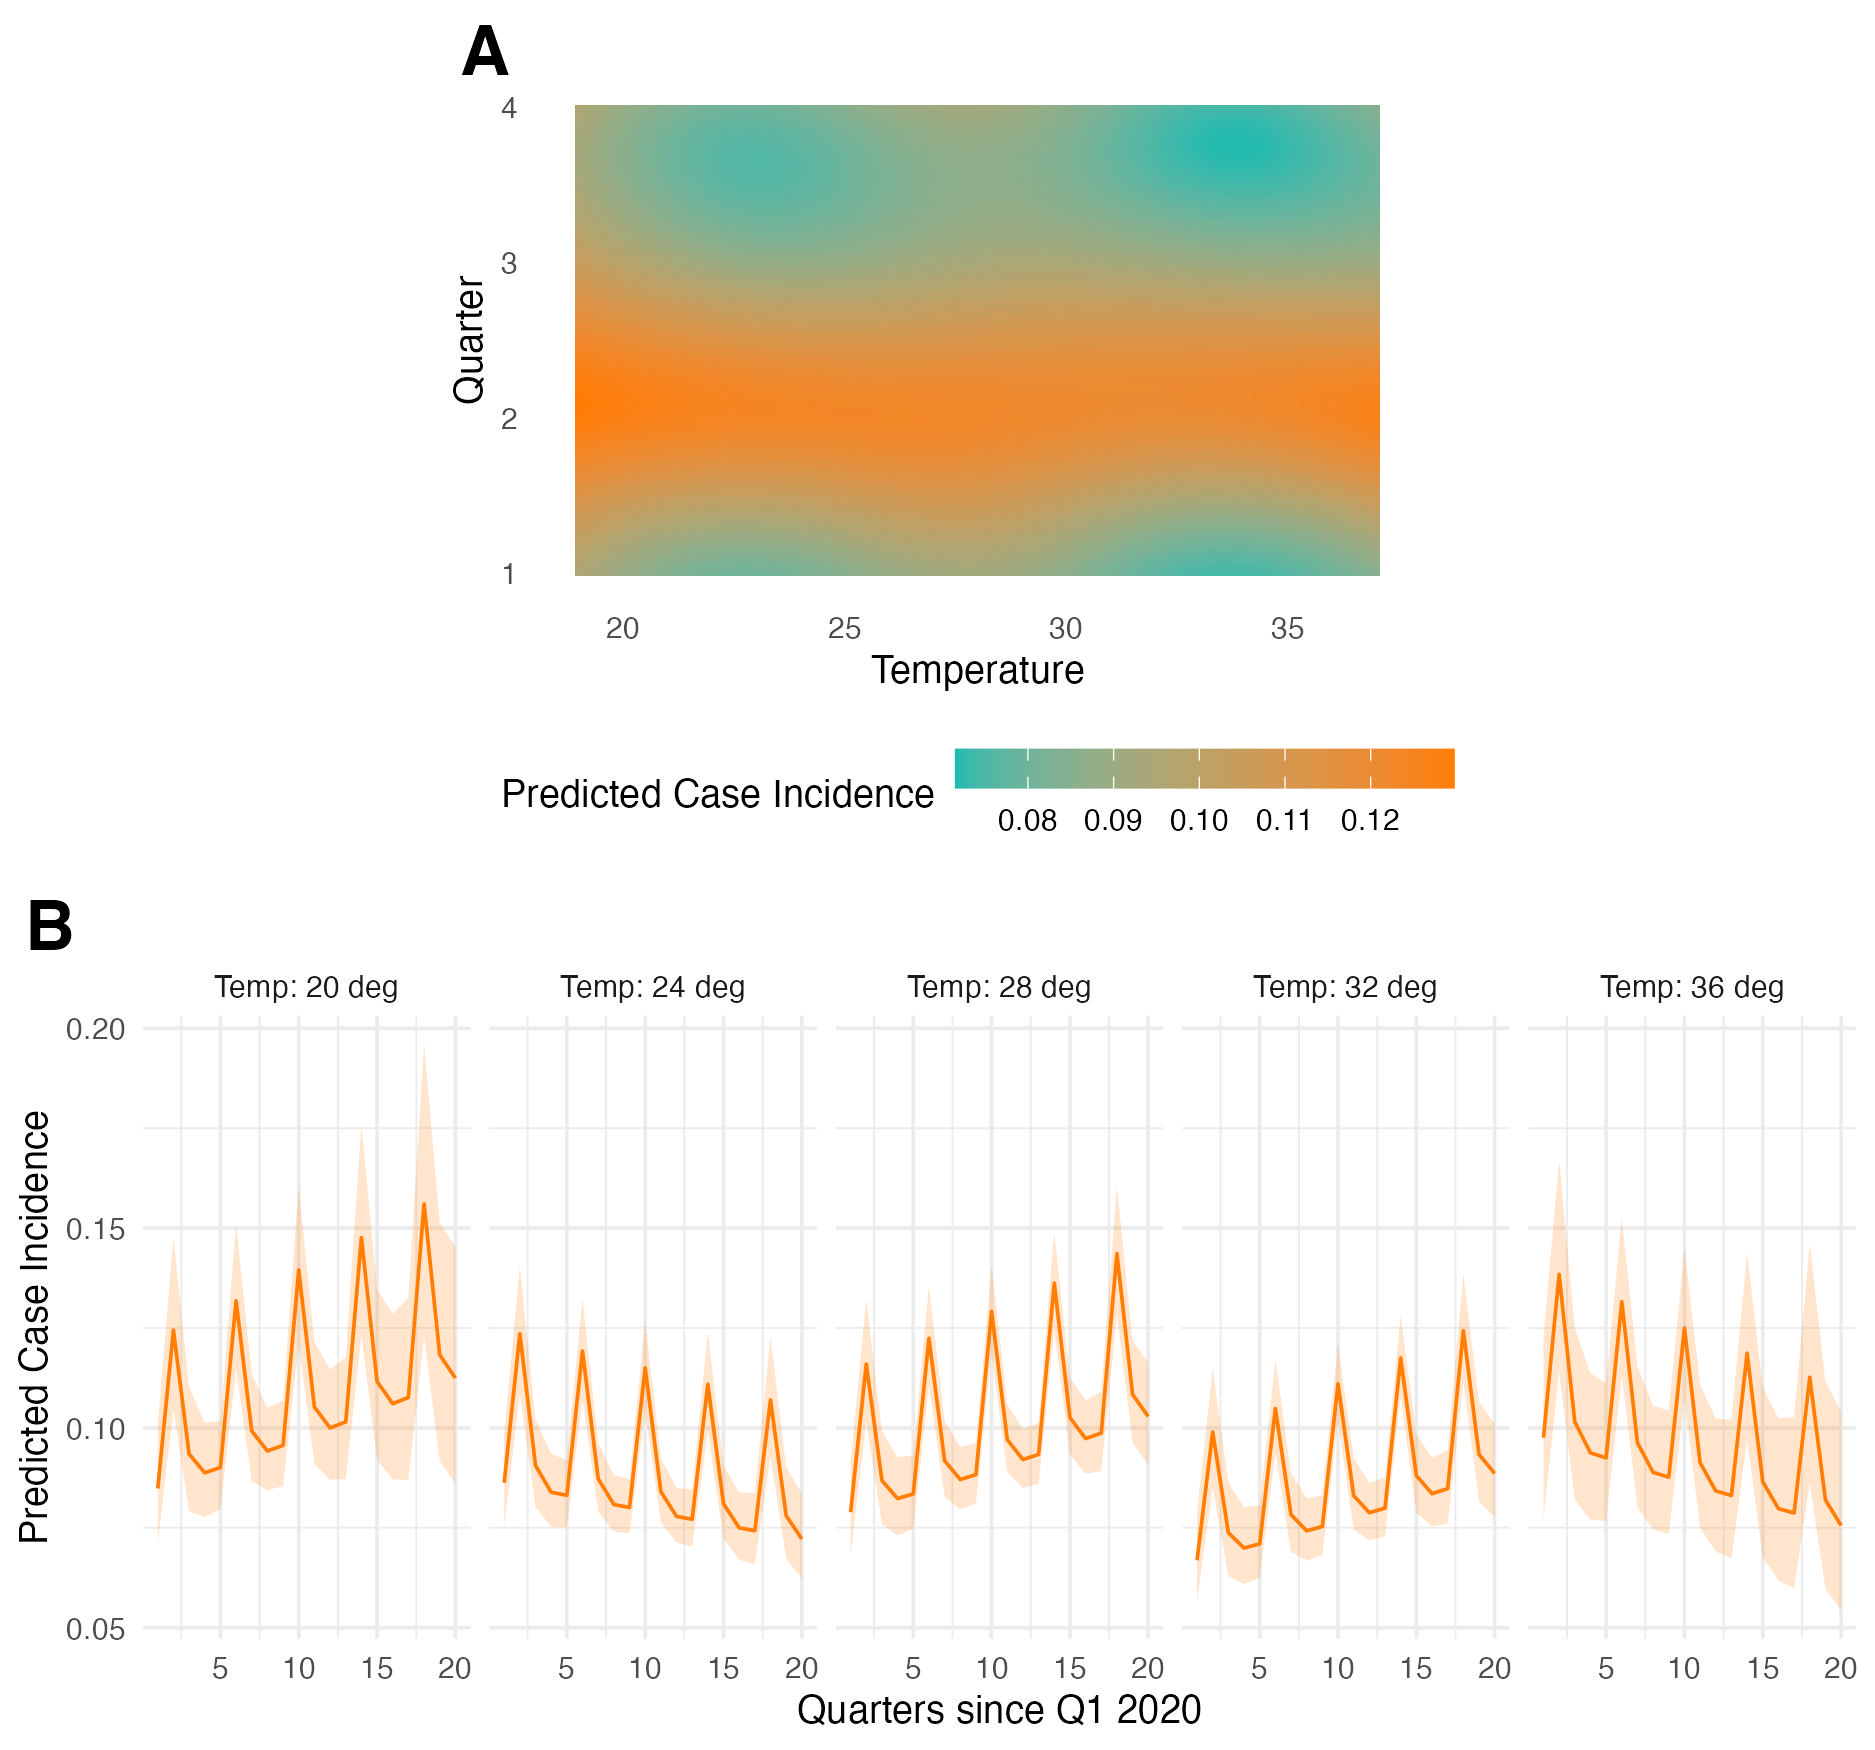 A
4
3
2
1
Quarter
20 25 30 35
Temperature
Predicted Case Incidence
0.08 0.09 0.10 0.11 0.12
B
Temp: 20 deg Temp: 24 deg Temp: 28 deg Temp: 32 deg Temp: 36 deg
0.20
0.15
0.10
0.05
Predicted Case Incidence
5 10 15 20 5 10 15 20 5 10 15 20 5 10 15 20 5 10 15 20
Quarters since Q1 2020